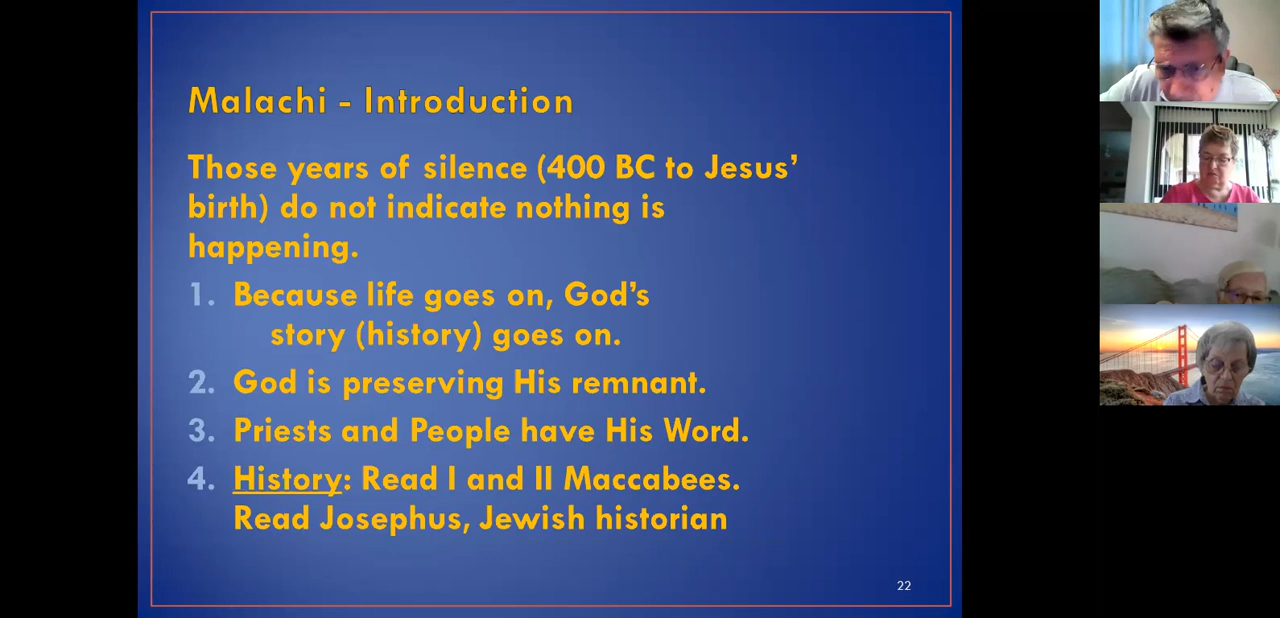 Malachi - Introduction
Those years of silence (400 BC to Jesus’
birth) do not indicate nothing is
happening.
1. Because life goes on, God’s
story (history) goes on.
2. God is preserving His remnant.
3. Priests and People have His Word.
4. History: Read I and II Maccabees.
Read Josephus, Jewish historian
22